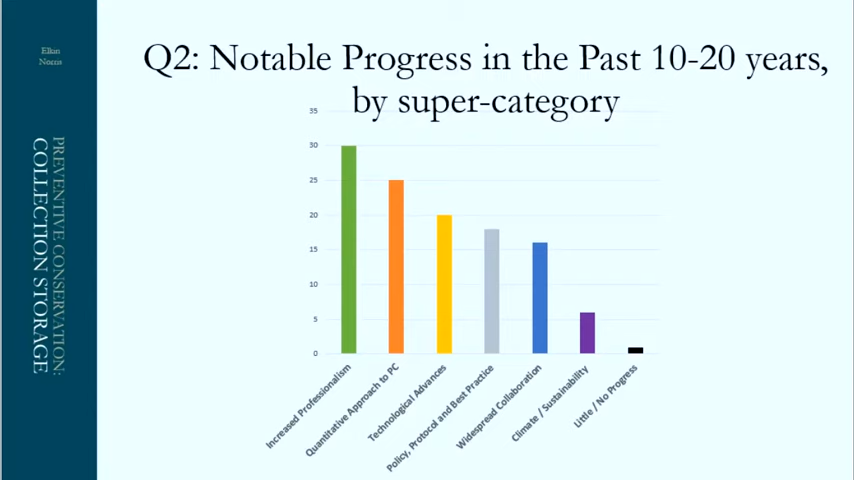 Elkin
Norris
PREVENTIVE CONSERVATION:
COLLECTION STORAGE
Q2: Notable Progress in the Past 10-20 years,
by super-category
35
30
25
20
15
10
5
0
Increased Professionalism
Quantitative Approach to PC
Technological Advances
Policy, Protocol and Best Practice
Widespread Collaboration
Climate / Sustainability
Little / No Progress